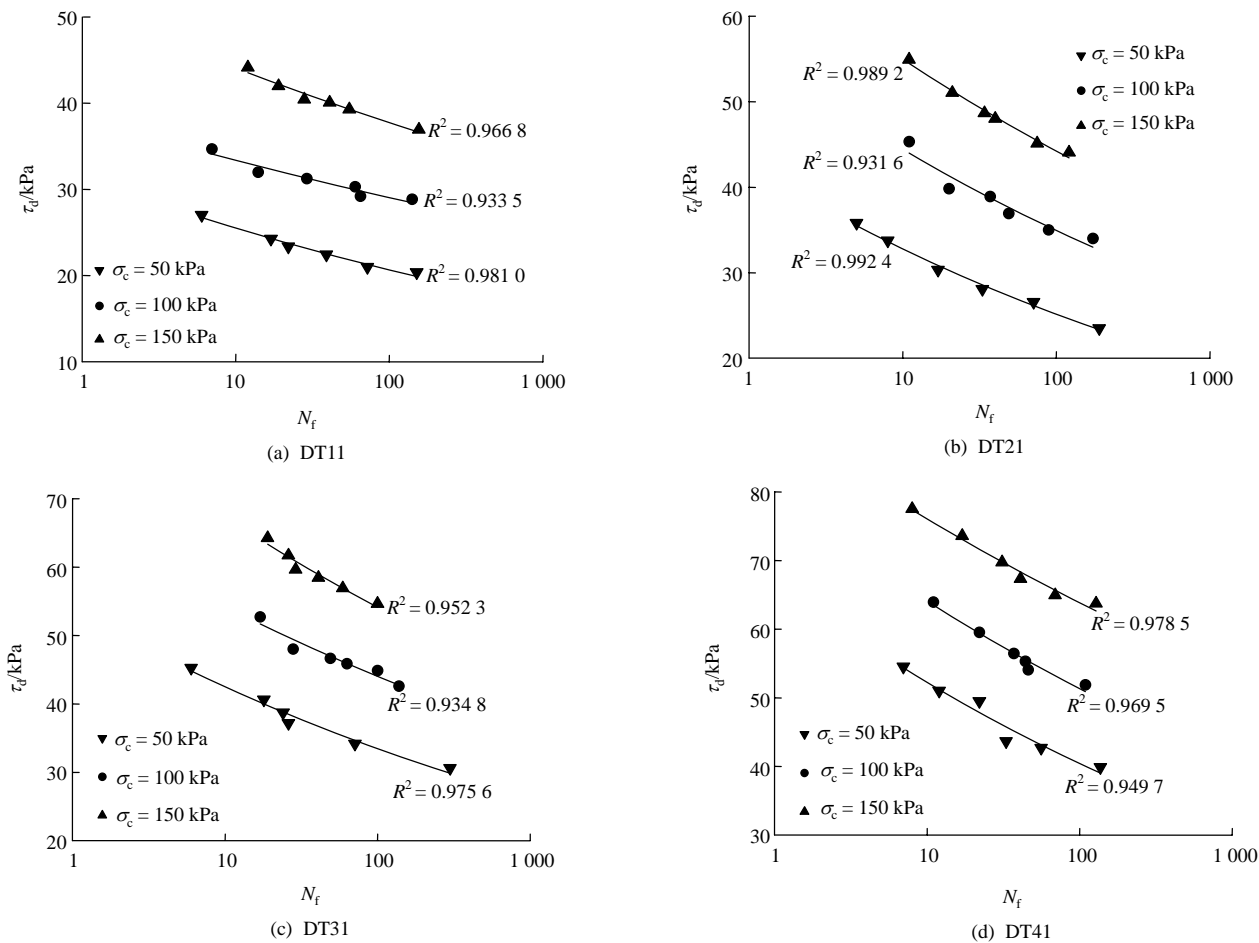 50
40
30
20
10
τd/kPa
R² = 0.966 8
R² = 0.933 5
R² = 0.981 0
σc = 50 kPa
σc = 100 kPa
σc = 150 kPa
1 10 100 1 000
Nf
(a) DT11
60
50
40
30
20
τd/kPa
R² = 0.989 2
R² = 0.931 6
R² = 0.992 4
σc = 50 kPa
σc = 100 kPa
σc = 150 kPa
1 10 100 1 000
Nf
(b) DT21
70
60
50
40
30
20
τd/kPa
R² = 0.952 3
R² = 0.934 8
R² = 0.975 6
σc = 50 kPa
σc = 100 kPa
σc = 150 kPa
1 10 100 1 000
Nf
(c) DT31
80
70
60
50
40
30
τd/kPa
R² = 0.978 5
R² = 0.969 5
R² = 0.949 7
σc = 50 kPa
σc = 100 kPa
σc = 150 kPa
1 10 100 1 000
Nf
(d) DT41